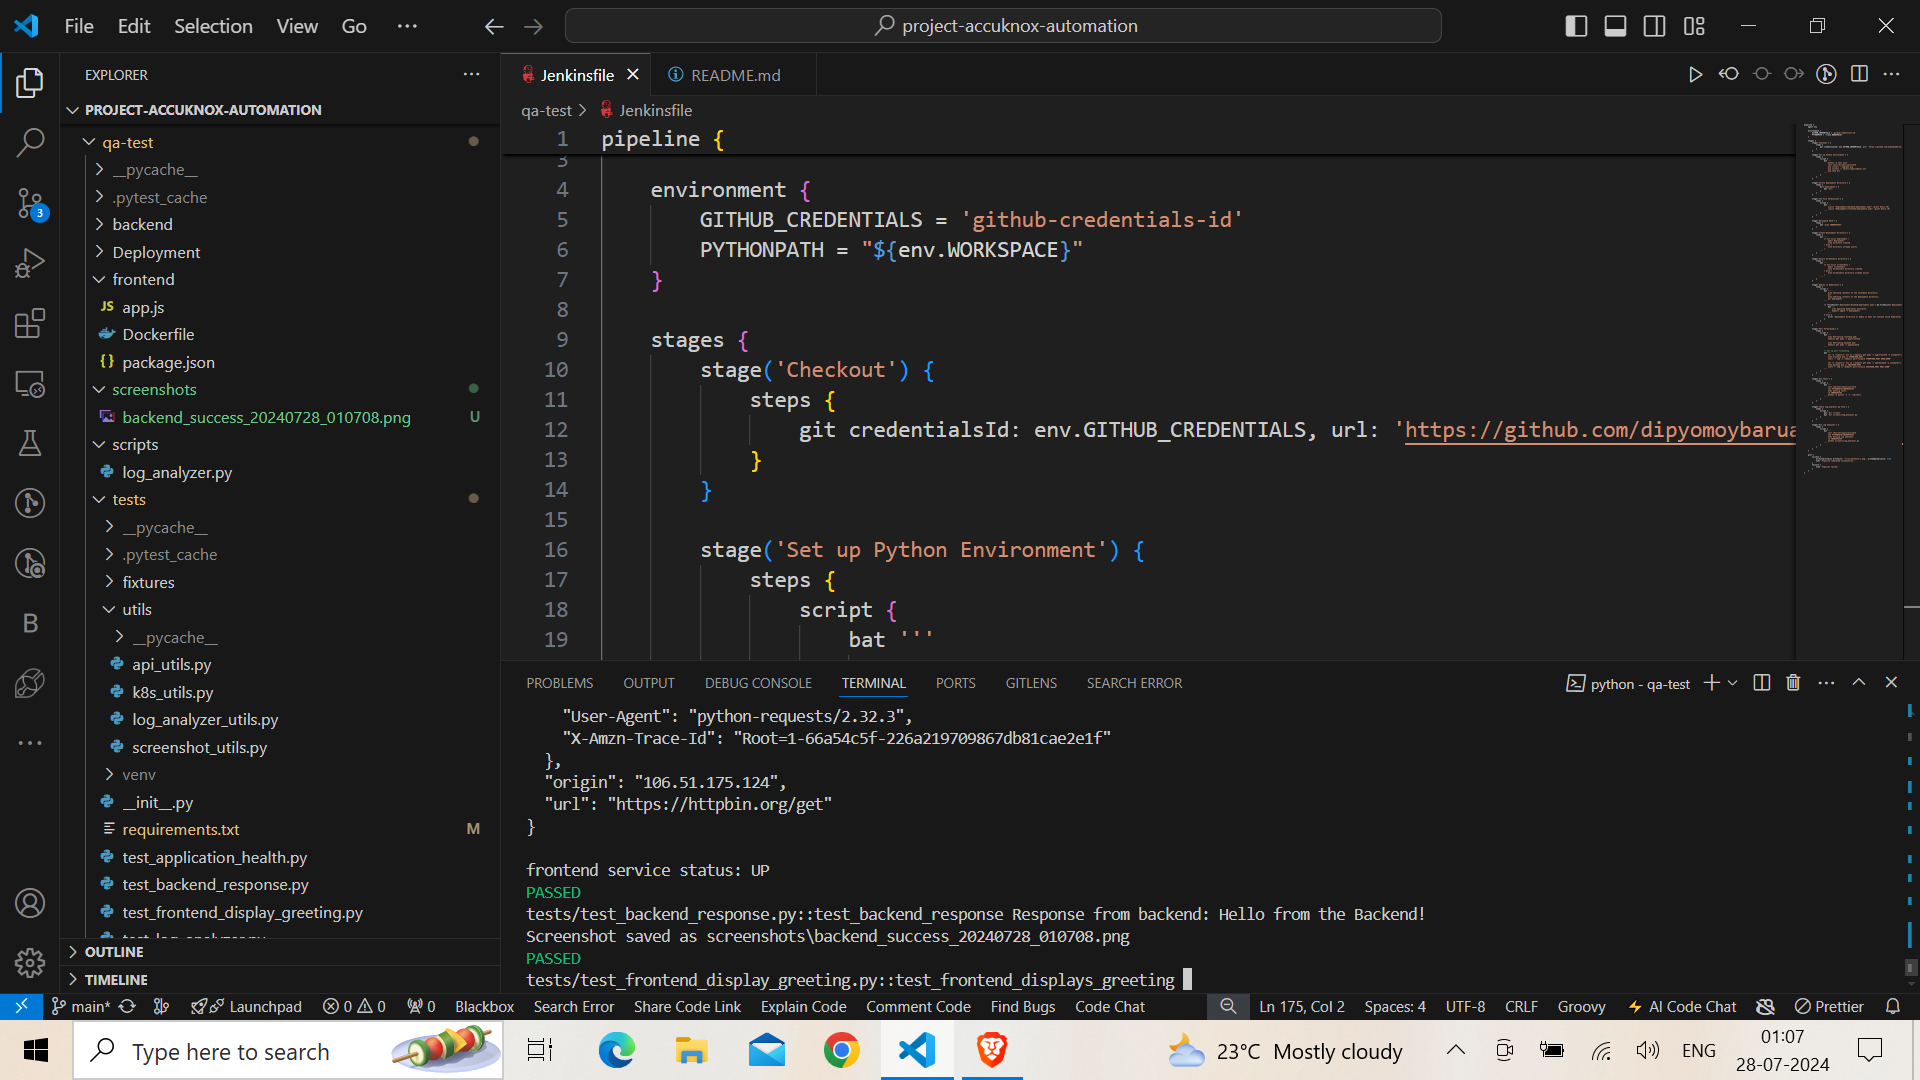 File Edit Selection View Go ...
project-accuknox-automation
EXPLORER
PROJECT-ACCUKNOX-AUTOMATION
qa-test
__pycache__
.pytest_cache
backend
Deployment
frontend
JS app.js
Dockerfile
{} package.json
screenshots
backend_success_20240728_010708.png U
scripts
log_analyzer.py
tests
__pycache__
.pytest_cache
fixtures
utils
__pycache__
api_utils.py
k8s_utils.py
log_analyzer_utils.py
screenshot_utils.py
venv
__init__.py
requirements.txt M
test_application_health.py
test_backend_response.py
test_frontend_display_greeting.py
OUTLINE
TIMELINE
3
B
Jenkinsfile
README.md
qa-test > Jenkinsfile
1 pipeline {
3
4 environment {
5 GITHUB_CREDENTIALS = 'github-credentials-id'
6 PYTHONPATH = "${env.WORKSPACE}"
7 }
8
9 stages {
10 stage('Checkout') {
11 steps {
12 git credentialsId: env.GITHUB_CREDENTIALS, url: 'https://github.com/dipyomoybarua
13 }
14 }
15
16 stage('Set up Python Environment') {
17 steps {
18 script {
19 bat '''
PROBLEMS OUTPUT DEBUG CONSOLE TERMINAL PORTS GITLENS SEARCH ERROR
python - qa-test
"User-Agent": "python-requests/2.32.3",
"X-Amzn-Trace-Id": "Root=1-66a54c5f-226a219709867db81cae2e1f"
},
"origin": "106.51.175.124",
"url": "https://httpbin.org/get"
}
frontend service status: UP
PASSED
tests/test_backend_response.py::test_backend_response Response from backend: Hello from the Backend!
Screenshot saved as screenshots\backend_success_20240728_010708.png
PASSED
tests/test_frontend_display_greeting.py::test_frontend_displays_greeting
main* Launchpad 0 0 0 Blackbox Search Error Share Code Link Explain Code Comment Code Find Bugs Code Chat
Ln 175, Col 2 Spaces: 4 UTF-8 CRLF Groovy AI Code Chat Prettier
Type here to search
23°C Mostly cloudy
ENG
01:07
28-07-2024